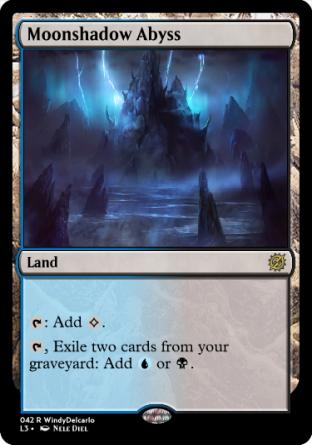 Moonshadow Abyss
Land
: Add .
, Exile two cards from your
graveyard: Add or .
042 R WindyDelcarlo
L3 • Nele Diel